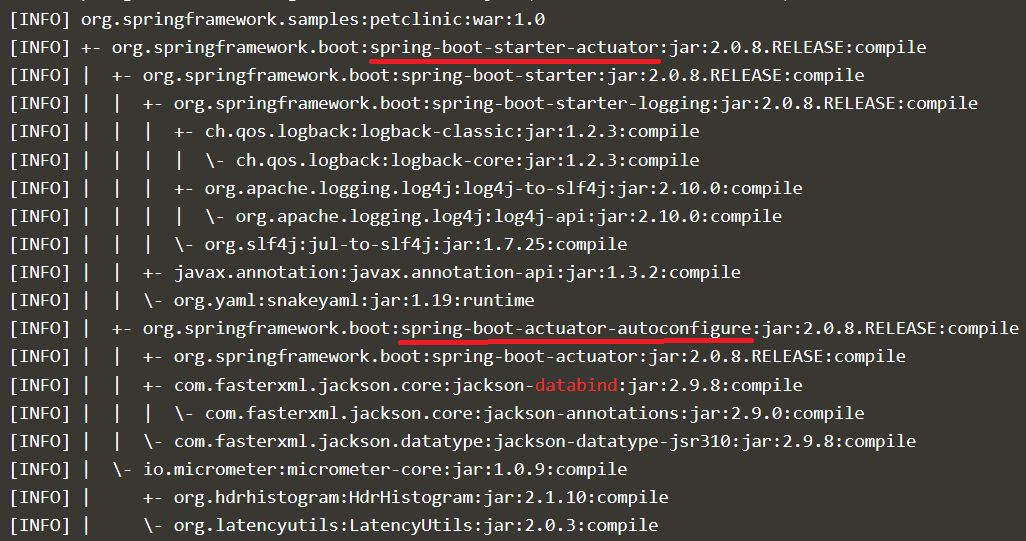 [INFO] org.springframework.samples:petclinic:war:1.0
[INFO] +- org.springframework.boot:spring-boot-starter-actuator:jar:2.0.8.RELEASE:compile
[INFO] |  +- org.springframework.boot:spring-boot-starter:jar:2.0.8.RELEASE:compile
[INFO] |  |  +- org.springframework.boot:spring-boot-starter-logging:jar:2.0.8.RELEASE:compile
[INFO] |  |  |  +- ch.qos.logback:logback-classic:jar:1.2.3:compile
[INFO] |  |  |  |  \- ch.qos.logback:logback-core:jar:1.2.3:compile
[INFO] |  |  |  +- org.apache.logging.log4j:log4j-to-slf4j:jar:2.10.0:compile
[INFO] |  |  |  |  \- org.apache.logging.log4j:log4j-api:jar:2.10.0:compile
[INFO] |  |  |  \- org.slf4j:jul-to-slf4j:jar:1.7.25:compile
[INFO] |  |  +- javax.annotation:javax.annotation-api:jar:1.3.2:compile
[INFO] |  |  \- org.yaml:snakeyaml:jar:1.19:runtime
[INFO] |  +- org.springframework.boot:spring-boot-actuator-autoconfigure:jar:2.0.8.RELEASE:compile
[INFO] |  |  +- org.springframework.boot:spring-boot-actuator:jar:2.0.8.RELEASE:compile
[INFO] |  |  +- com.fasterxml.jackson.core:jackson-databind:jar:2.9.8:compile
[INFO] |  |  |  \- com.fasterxml.jackson.core:jackson-annotations:jar:2.9.0:compile
[INFO] |  |  \- com.fasterxml.jackson.datatype:jackson-datatype-jsr310:jar:2.9.8:compile
[INFO] |  \- io.micrometer:micrometer-core:jar:1.0.9:compile
[INFO] |     +- org.hdrhistogram:HdrHistogram:jar:2.1.10:compile
[INFO] |     \- org.latencyutils:LatencyUtils:jar:2.0.3:compile